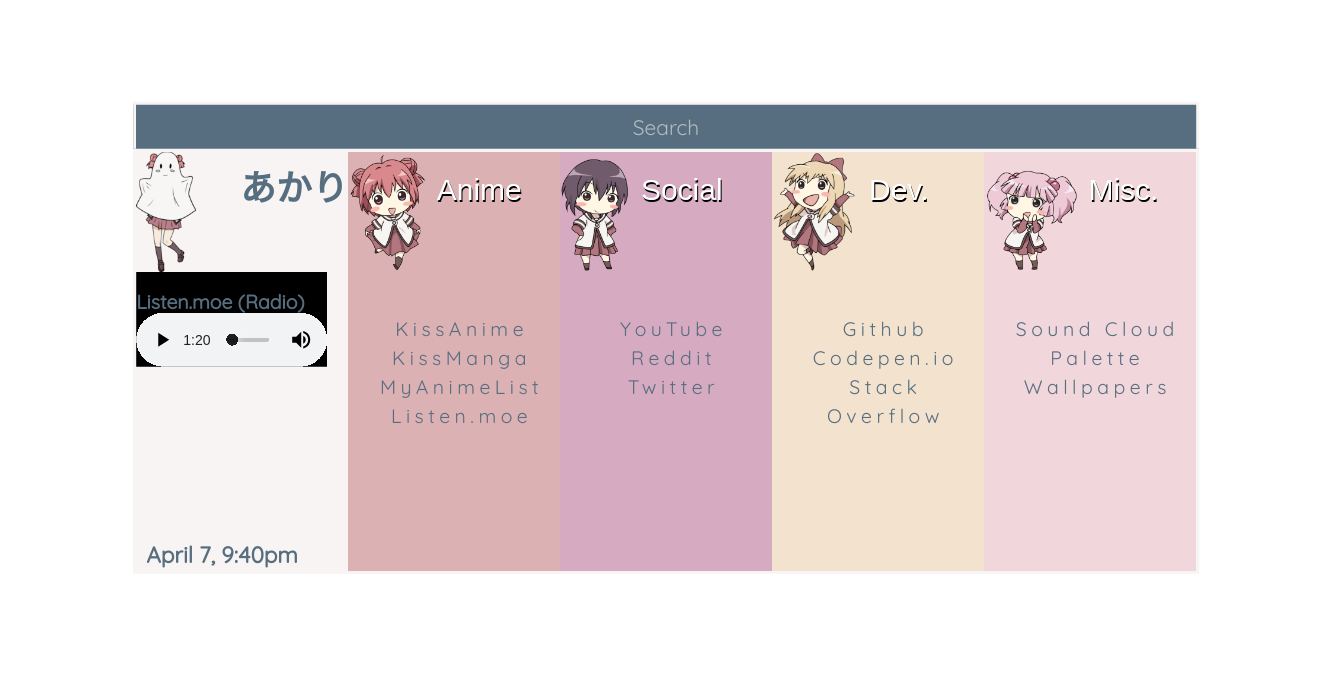 Search
あかり
Listen.moe (Radio)
1:20
April 7, 9:40pm
Anime
KissAnime
KissManga
MyAnimeList
Listen.moe
Social
YouTube
Reddit
Twitter
Dev.
Github
Codepen.io
Stack
Overflow
Misc.
Sound Cloud
Palette
Wallpapers